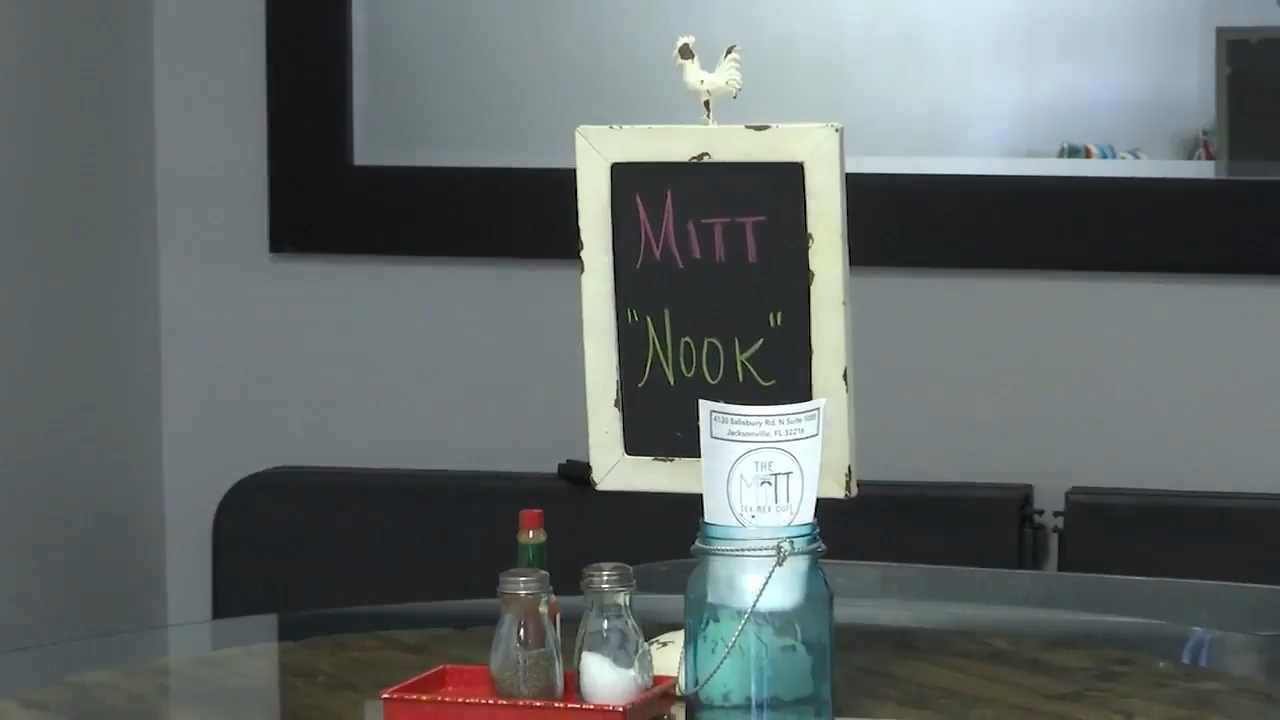 MITT
"NOOK"
4130 Salisbury Rd. N Suite 1000
Jacksonville, FL 32216
THE
MITT
TEX-MEX CAFE